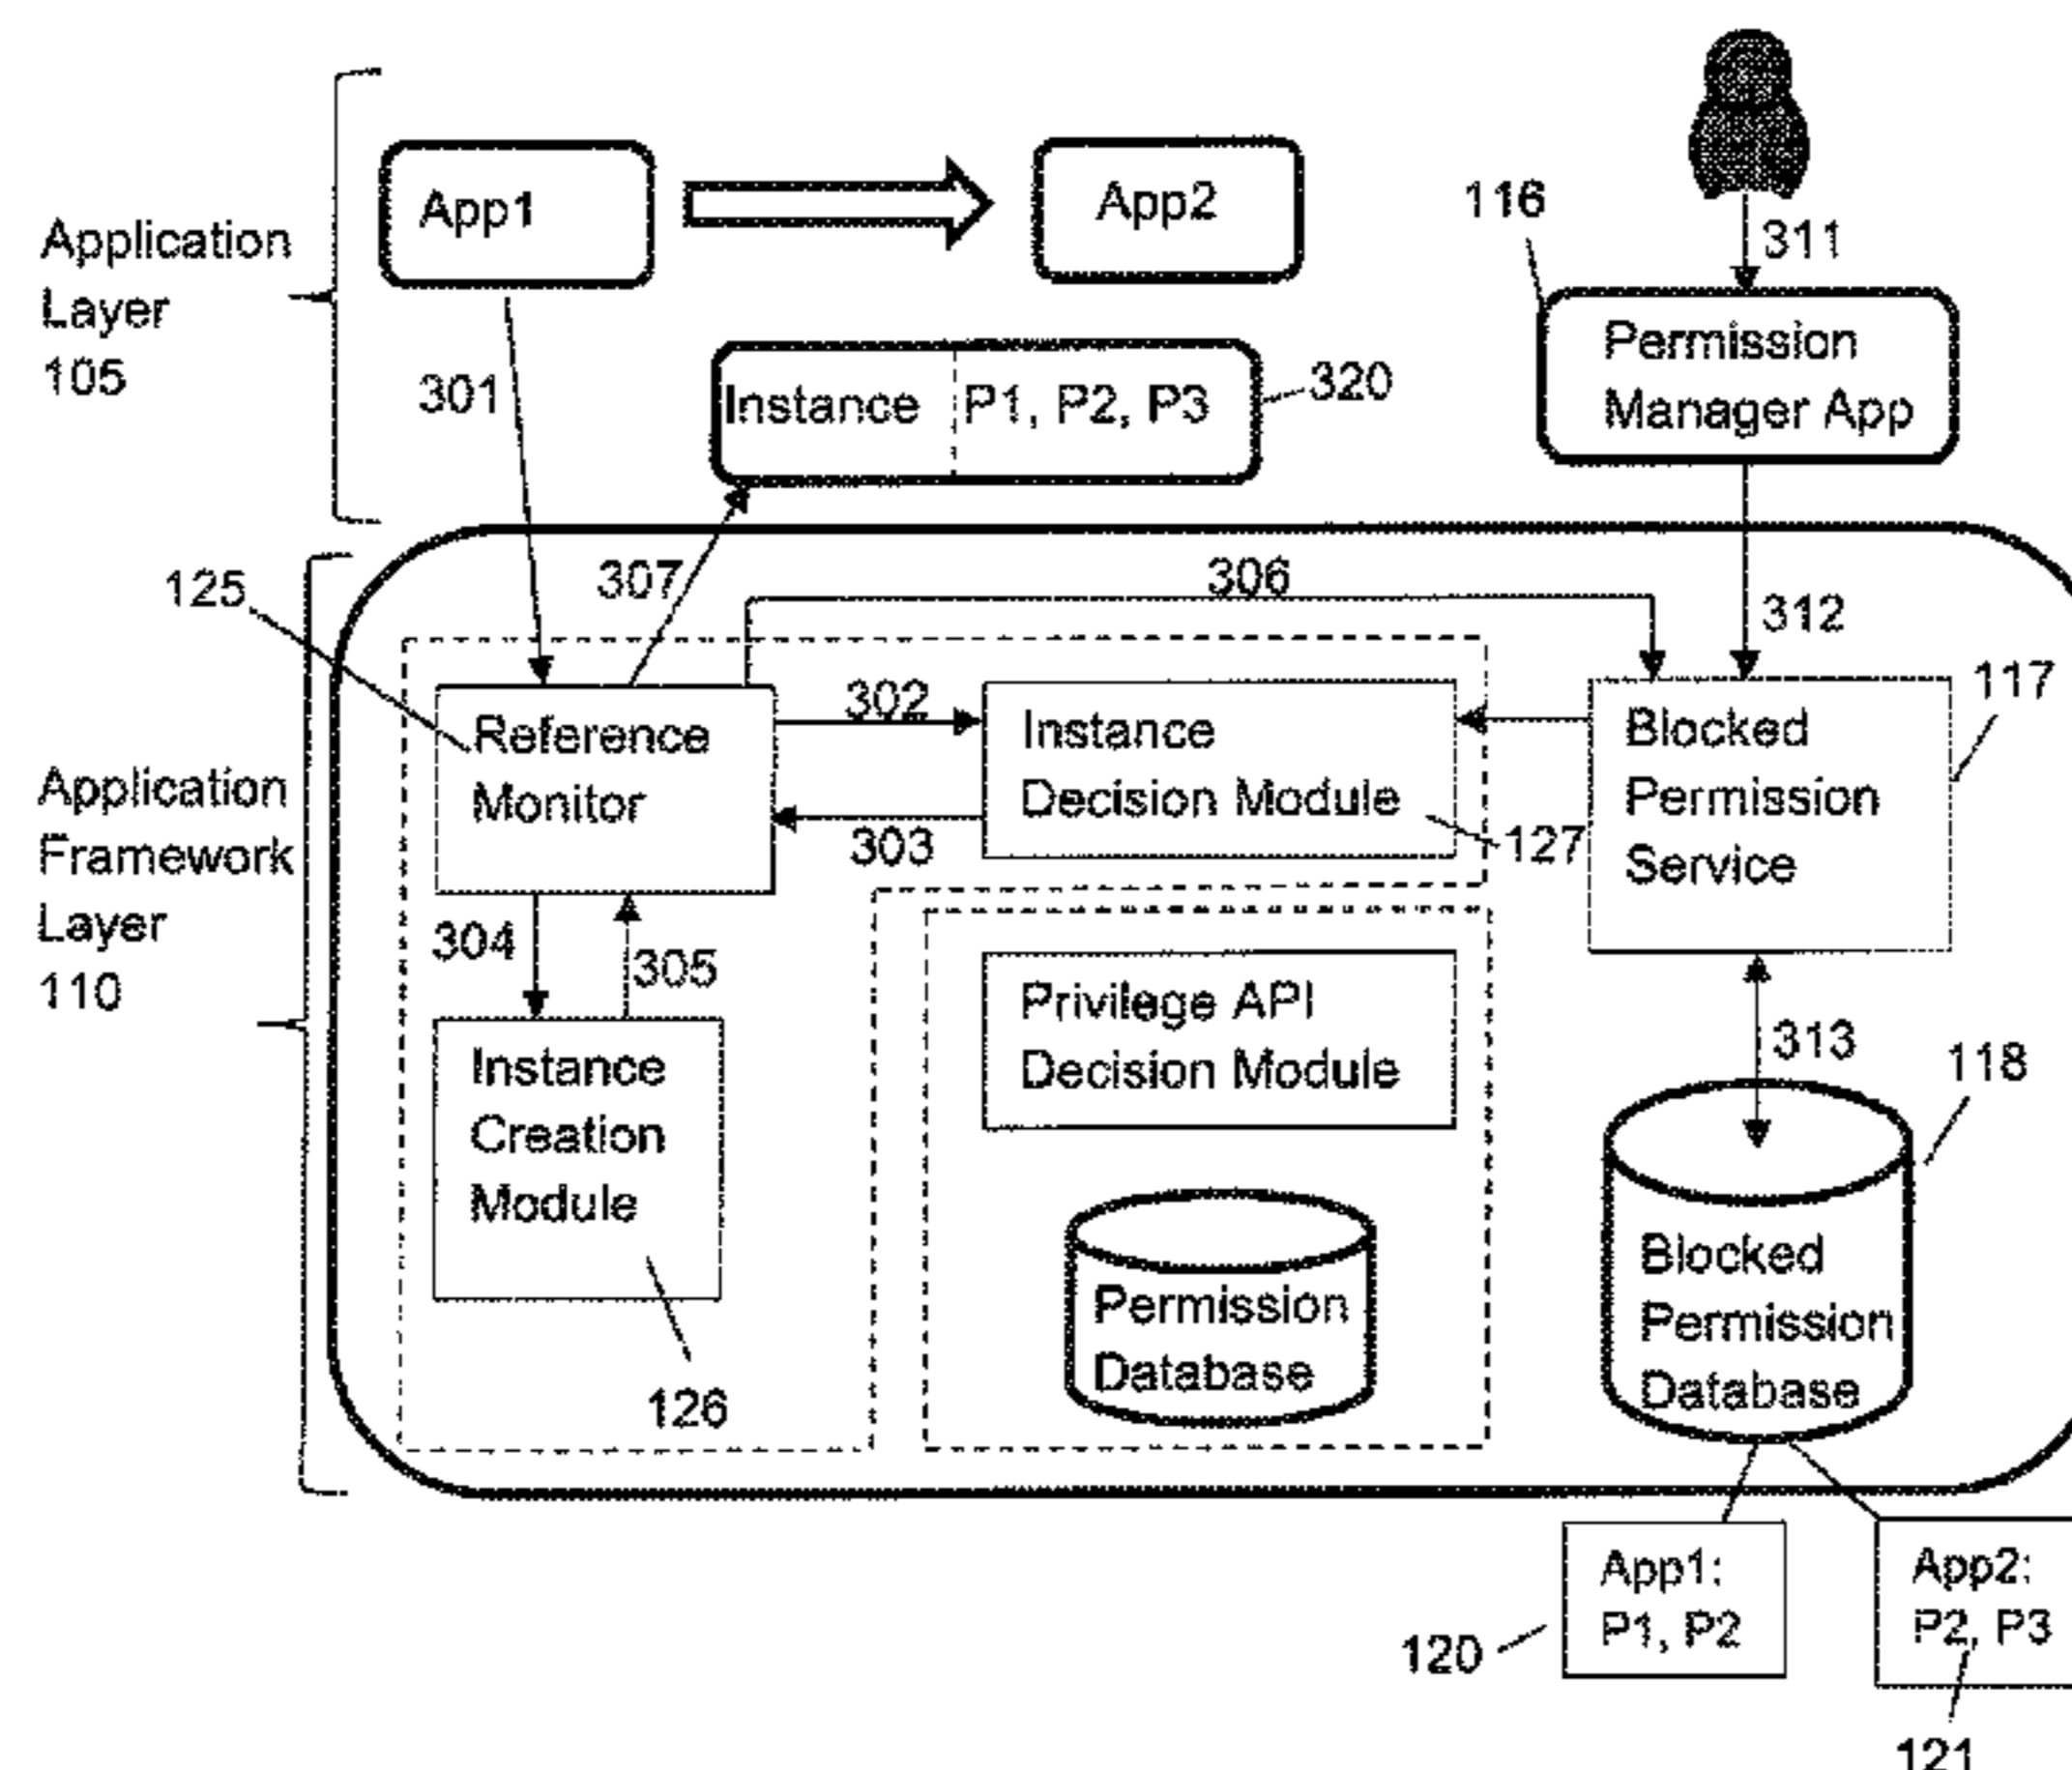 App1
App2
116
311
Application
Layer
105
Permission
Manager App
301
Instance
P1, P2, P3
320
125
307
306
312
117
Reference
Monitor
302
303
Instance
Decision Module
127
Blocked
Permission
Service
Application
Framework
Layer
110
304
305
313
118
Instance
Creation
Module
126
Privilege API
Decision Module
Permission
Database
Blocked
Permission
Database
App1:
P1, P2
120
App2:
P2, P3
121